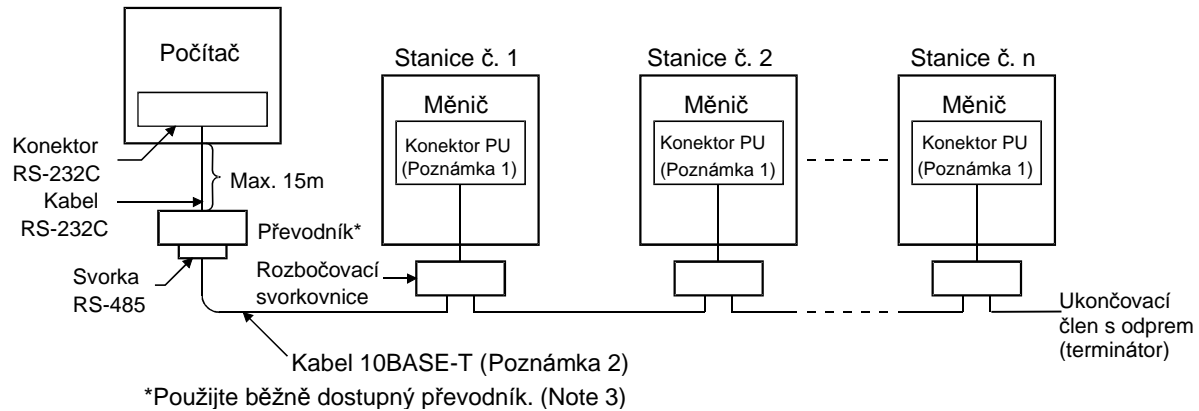 Počítač
Konektor
RS-232C
Kabel
RS-232C
Max. 15m
Převodník*
Svorka
RS-485
Stanice č. 1
Měnič
Konektor PU
(Poznámka 1)
Rozbočovací
svorkovnice
Stanice č. 2
Měnič
Konektor PU
(Poznámka 1)
Stanice č. n
Měnič
Konektor PU
(Poznámka 1)
Ukončovací
člen s odprem
(terminátor)
Kabel 10BASE-T (Poznámka 2)
*Použijte běžně dostupný převodník. (Note 3)